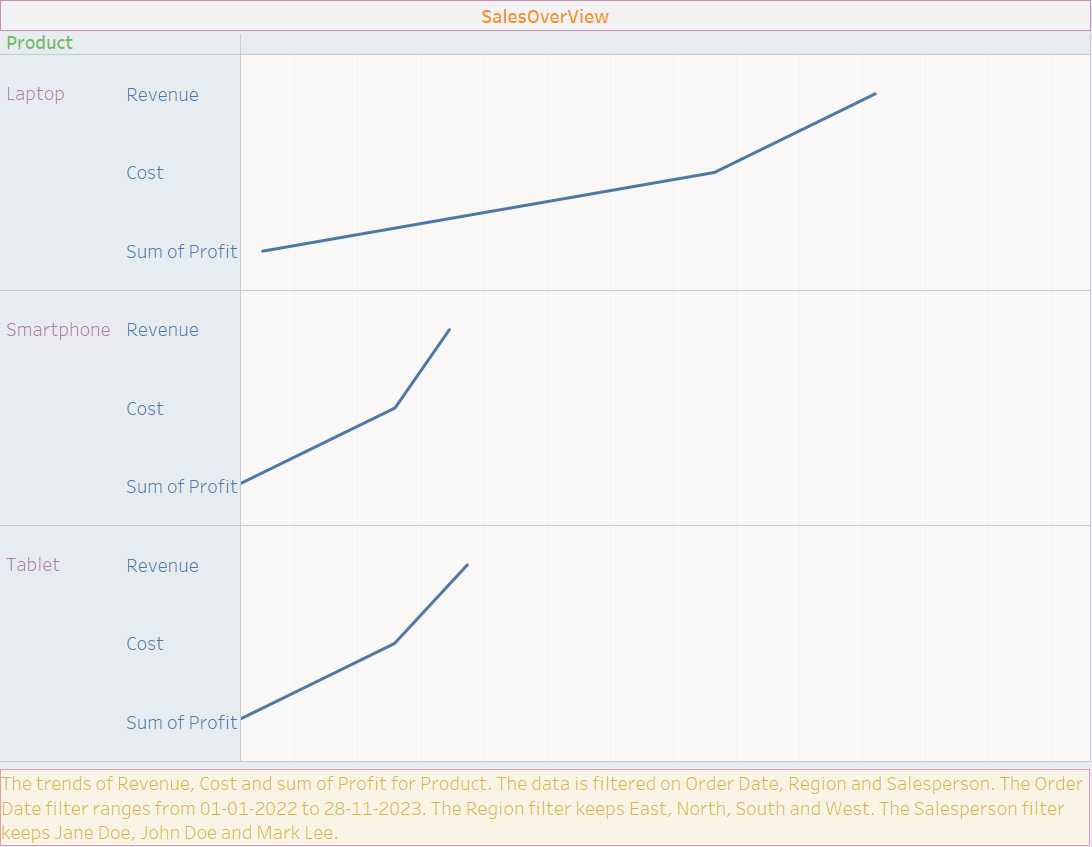 SalesOverView
Product
Laptop Revenue
Cost
Sum of Profit
Smartphone Revenue
Cost
Sum of Profit
Tablet Revenue
Cost
Sum of Profit
The trends of Revenue, Cost and sum of Profit for Product. The data is filtered on Order Date, Region and Salesperson. The Order
Date filter ranges from 01-01-2022 to 28-11-2023. The Region filter keeps East, North, South and West. The Salesperson filter
keeps Jane Doe, John Doe and Mark Lee.